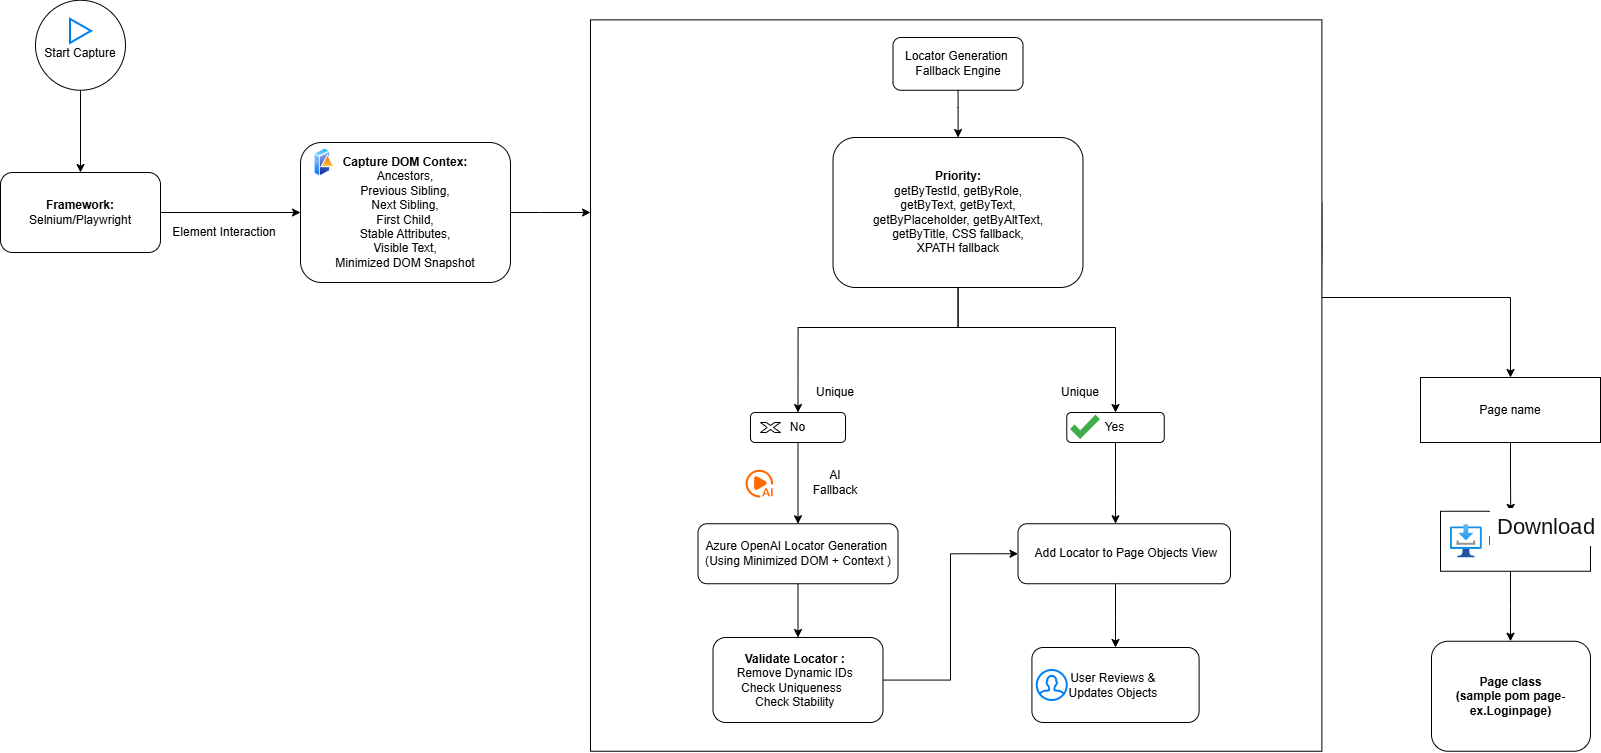 Start Capture
Framework:
Selnium/Playwright
Element Interaction
Capture DOM Contex:
Ancestors,
Previous Sibling,
Next Sibling,
First Child,
Stable Attributes,
Visible Text,
Minimized DOM Snapshot
Locator Generation
Fallback Engine
Priority:
getByTestId, getByRole,
getByText, getByText,
getByPlaceholder, getByAltText,
getByTitle, CSS fallback,
XPATH fallback
Unique
No
Unique
Yes
AI
AI
Fallback
Azure OpenAI Locator Generation
(Using Minimized DOM + Context )
Validate Locator :
Remove Dynamic IDs
Check Uniqueness
Check Stability
Add Locator to Page Objects View
User Reviews &
Updates Objects
Page name
Download
Page class
(sample pom page-
ex.Loginpage)